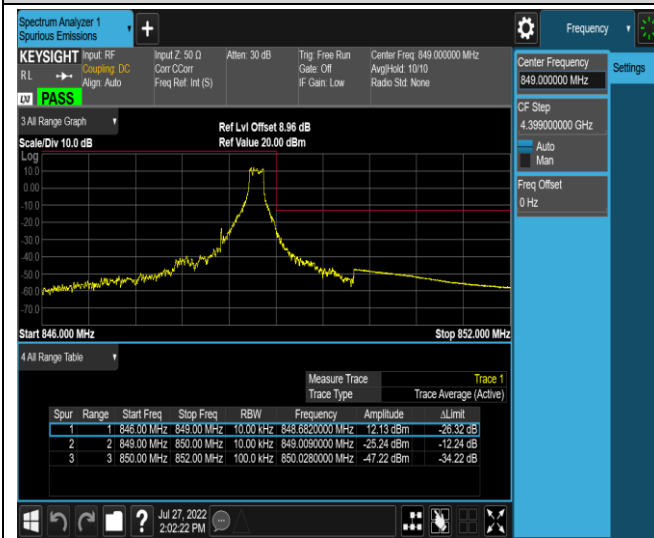 Spectrum Analyzer 1
Spurious Emissions
Frequency
KEYSIGHT
RL
Input: RF
Coupling: DC
Align: Auto
Input Z: 50 Ω
Corr CCorr
Freq Ref: Int (S)
Atten: 30 dB
Trig: Free Run
Gate: Off
IF Gain: Low
Center Freq: 849.000000 MHz
Avg|Hold: 10/10
Radio Std: None
LXI PASS
3 All Range Graph
Scale/Div 10.0 dB
Ref Lvl Offset 8.96 dB
Ref Value 20.00 dBm
Log
10.0
0.00
-10.0
-20.0
-30.0
-40.0
-50.0
-60.0
-70.0
Start 846.000 MHz
Stop 852.000 MHz
4 All Range Table
Measure Trace Trace 1
Trace Type Trace Average (Active)
Spur Range Start Freq Stop Freq RBW Frequency Amplitude ΔLimit
1 1 846.00 MHz 849.00 MHz 10.00 kHz 848.6820000 MHz 12.13 dBm -26.32 dB
2 2 849.00 MHz 850.00 MHz 10.00 kHz 849.0090000 MHz -25.24 dBm -12.24 dB
3 3 850.00 MHz 852.00 MHz 100.0 kHz 850.0280000 MHz -47.22 dBm -34.22 dB
Center Frequency
849.000000 MHz
Settings
CF Step
4.399000000 GHz
Auto
Man
Freq Offset
0 Hz
?
Jul 27, 2022
2:02:22 PM